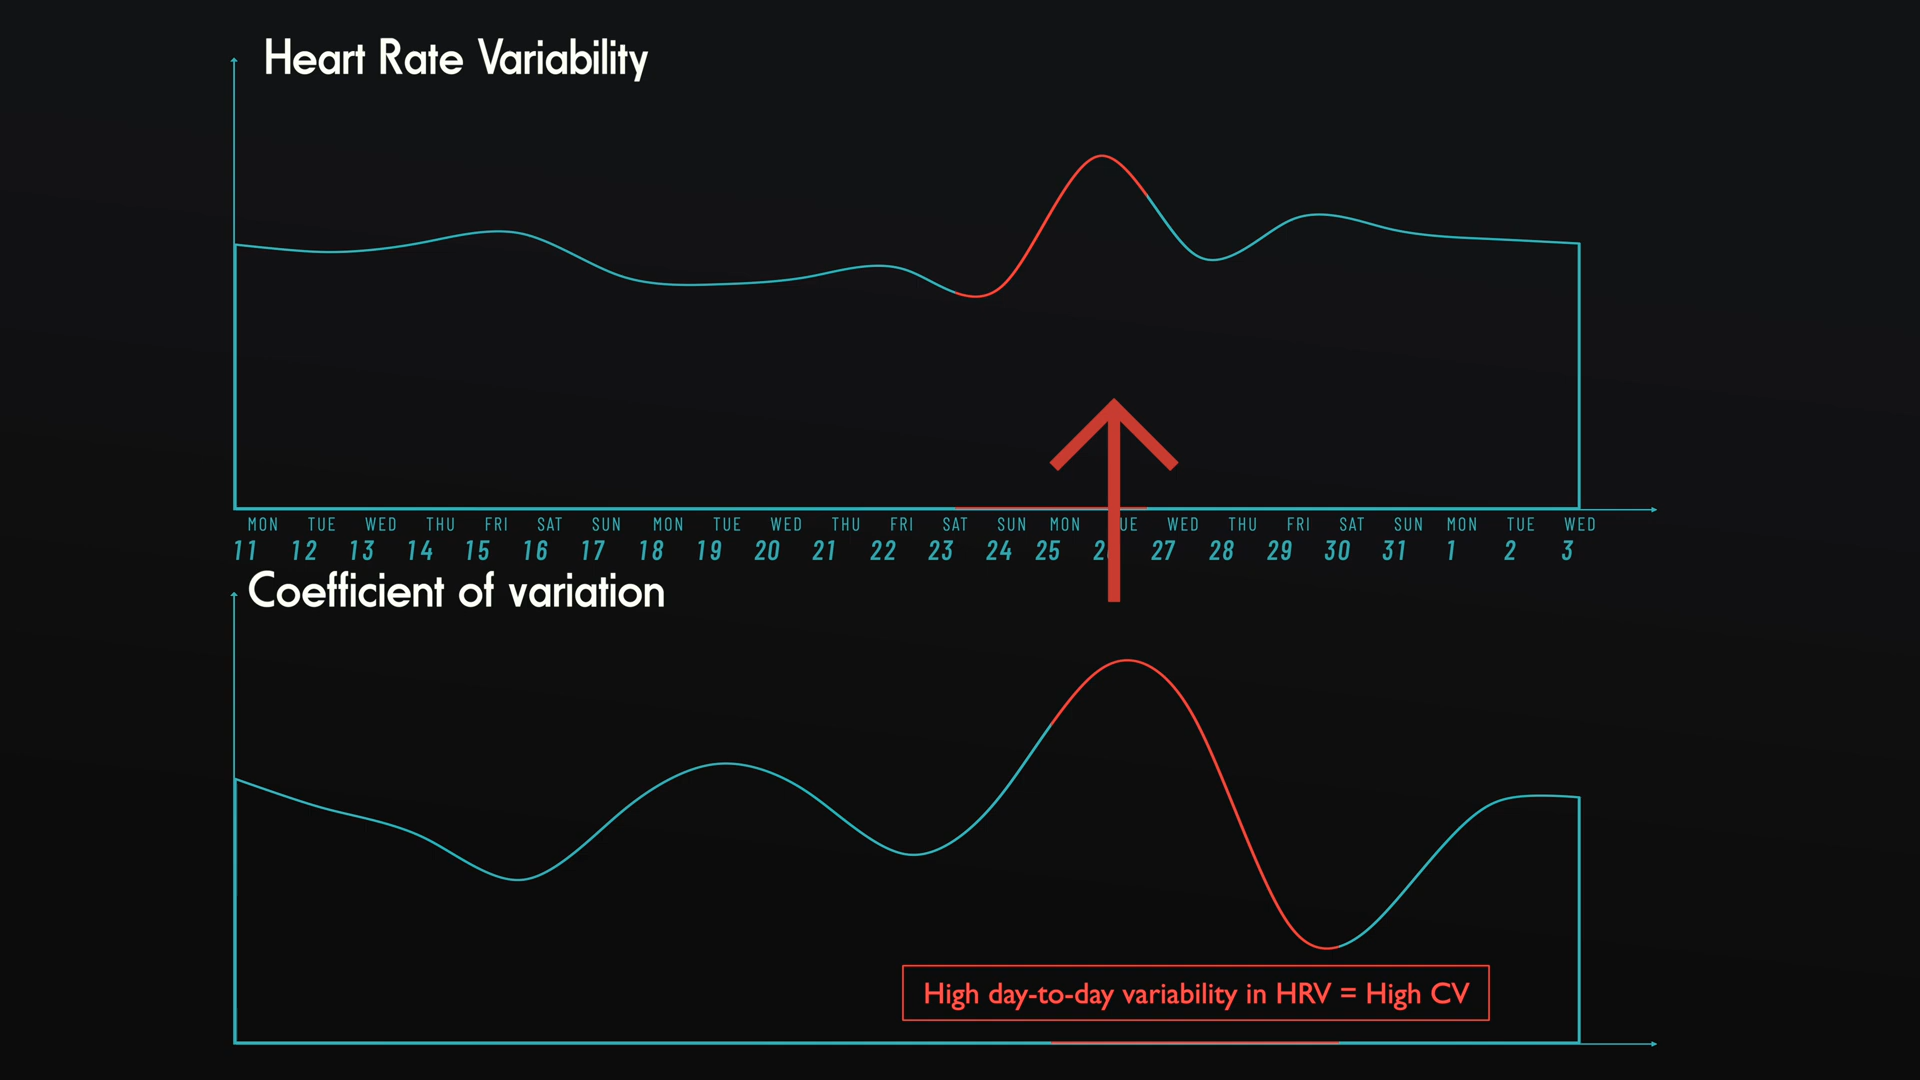 Heart Rate Variability
MON TUE WED THU FRI SAT SUN MON TUE WED THU FRI SAT SUN MON UE WED THU FRI SAT SUN MON TUE WED
11 12 13 14 15 16 17 18 19 20 21 22 23 24 25 2 27 28 29 30 31 1 2 3
Coefficient of variation
High day-to-day variability in HRV = High CV